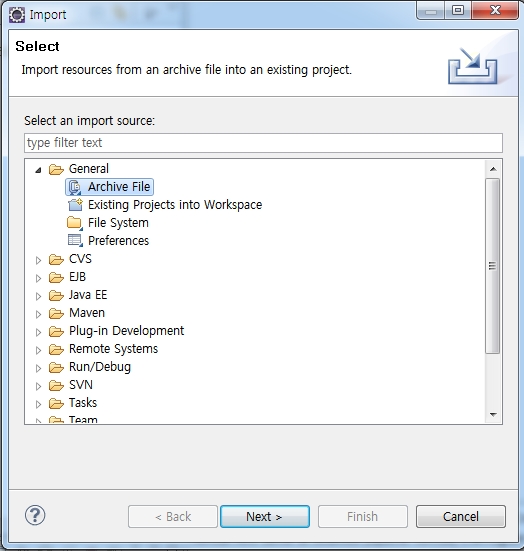 Import
Select
Import resources from an archive file into an existing project.
Select an import source:
type filter text
General
Archive File
Existing Projects into Workspace
File System
Preferences
CVS
EJB
Java EE
Maven
Plug-in Development
Remote Systems
Run/Debug
SVN
Tasks
Team
?
< Back
Next >
Finish
Cancel